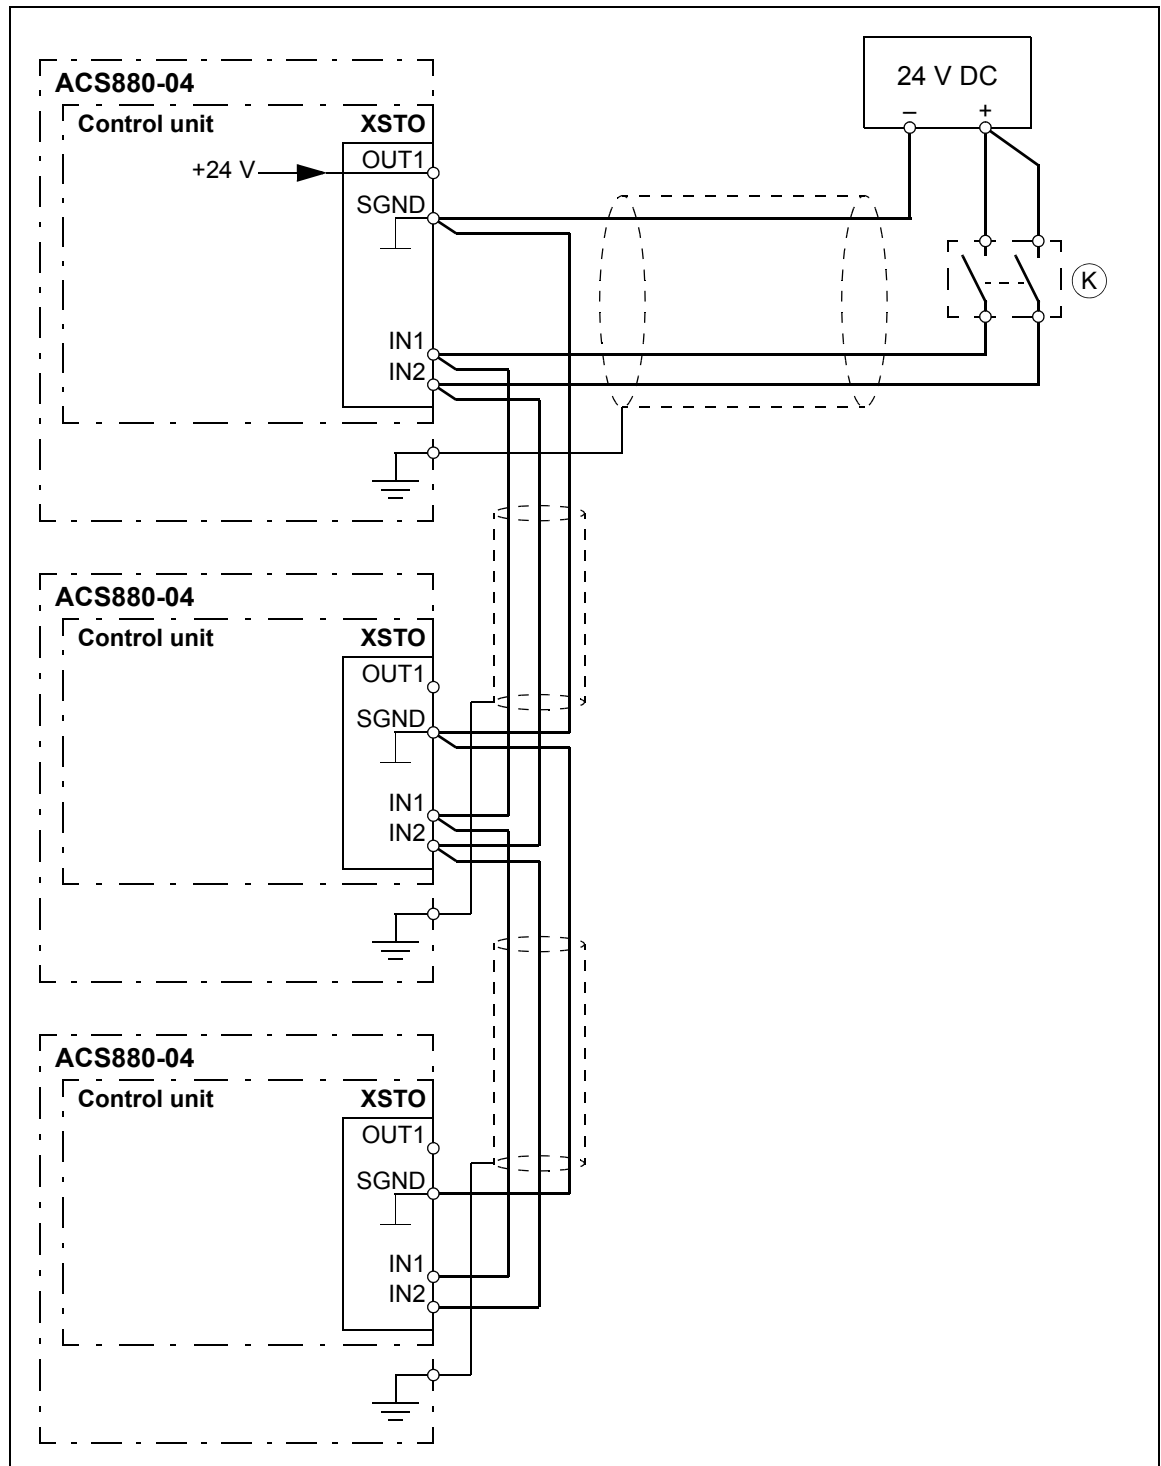 24 V DC
– +
ACS880-04
Control unit XSTO
+24 V OUT1
SGND
K
IN1
IN2
ACS880-04
Control unit XSTO
OUT1
SGND
IN1
IN2
ACS880-04
Control unit XSTO
OUT1
SGND
IN1
IN2